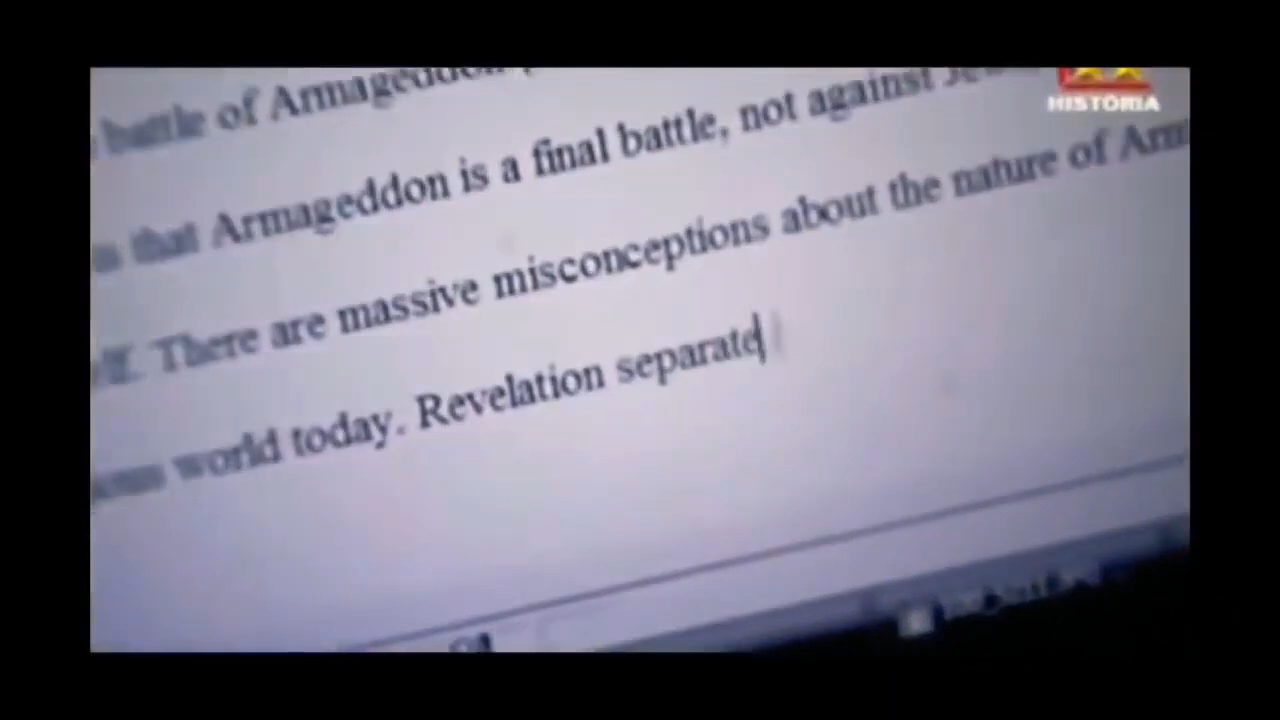 HISTORIA
battle of Armageddon
that Armageddon is a final battle, not against
There are massive misconceptions about the nature of
world today. Revelation separate